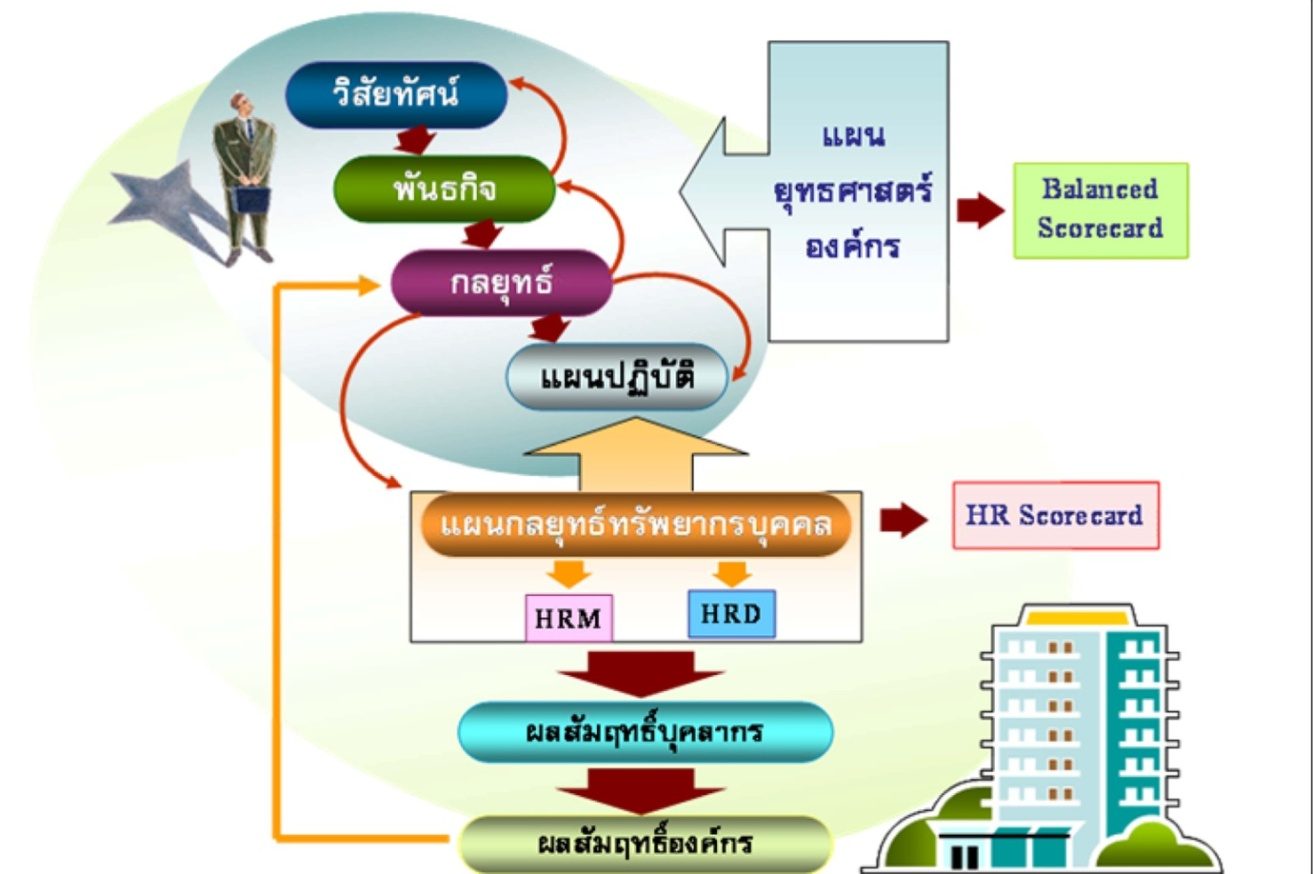 วิสัยทัศน์
พันธกิจ
กลยุทธ์
แผนปฏิบัติ
แผน
ยุทธศาสตร์
องค์กร
Balanced
Scorecard
แผนกลยุทธ์ทรัพยากรบุคคล
HR Scorecard
HRM
HRD
ผลสัมฤทธิ์บุคลากร
ผลสัมฤทธิ์องค์กร